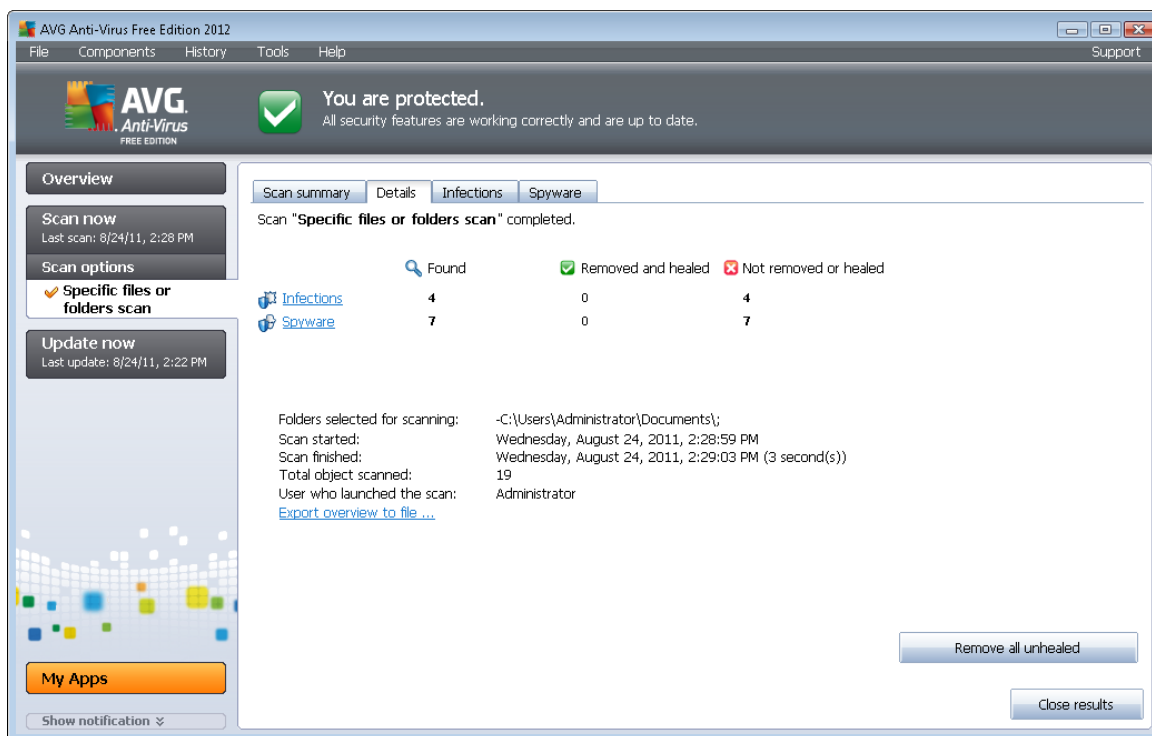 AVG Anti-Virus Free Edition 2012
File Components History Tools Help Support
AVG.
Anti-Virus
FREE EDITION
You are protected.
All security features are working correctly and are up to date.
Overview
Scan now
Last scan: 8/24/11, 2:28 PM
Scan options
Specific files or
folders scan
Update now
Last update: 8/24/11, 2:22 PM
My Apps
Show notification
Scan summary Details Infections Spyware
Scan "Specific files or folders scan" completed.
Found Removed and healed Not removed or healed
Infections 4 0 4
Spyware 7 0 7
Folders selected for scanning: -C:\Users\Administrator\Documents\;
Scan started: Wednesday, August 24, 2011, 2:28:59 PM
Scan finished: Wednesday, August 24, 2011, 2:29:03 PM (3 second(s))
Total object scanned: 19
User who launched the scan: Administrator
Export overview to file ...
Remove all unhealed
Close results